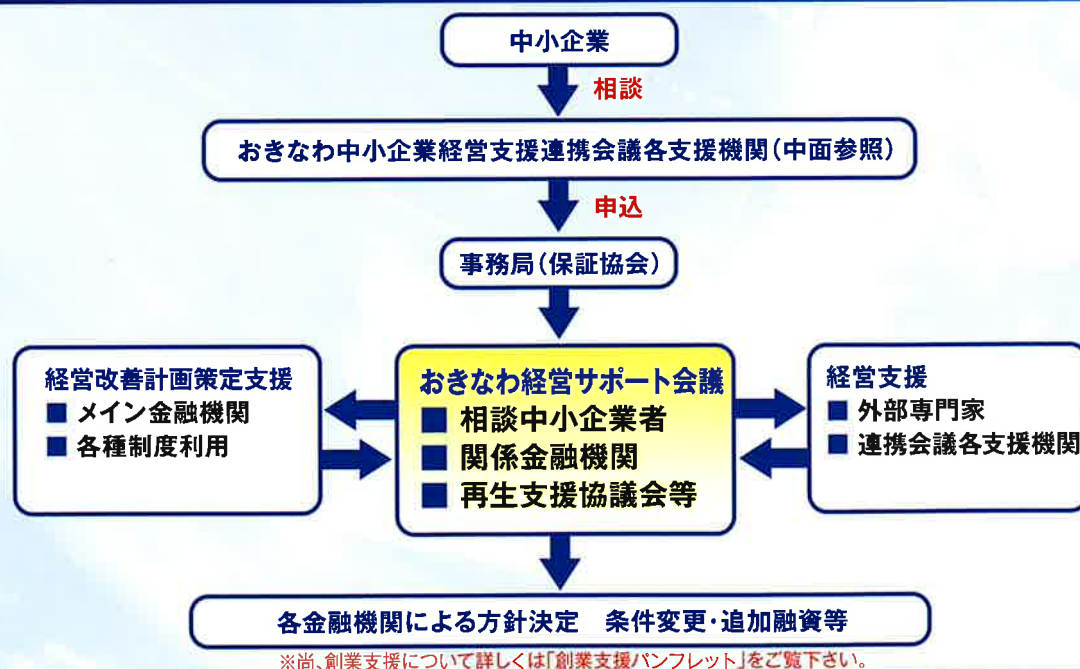 中小企業
相談
おきなわ中小企業経営支援連携会議各支援機関(中面参照)
申込
事務局(保証協会)
経営改善計画策定支援
■ メイン金融機関
■ 各種制度利用
おきなわ経営サポート会議
■ 相談中小企業者
■ 関係金融機関
■ 再生支援協議会等
経営支援
■ 外部専門家
■ 連携会議各支援機関
各金融機関による方針決定 条件変更・追加融資等
※尚、創業支援について詳しくは「創業支援パンフレット」をご覧下さい。